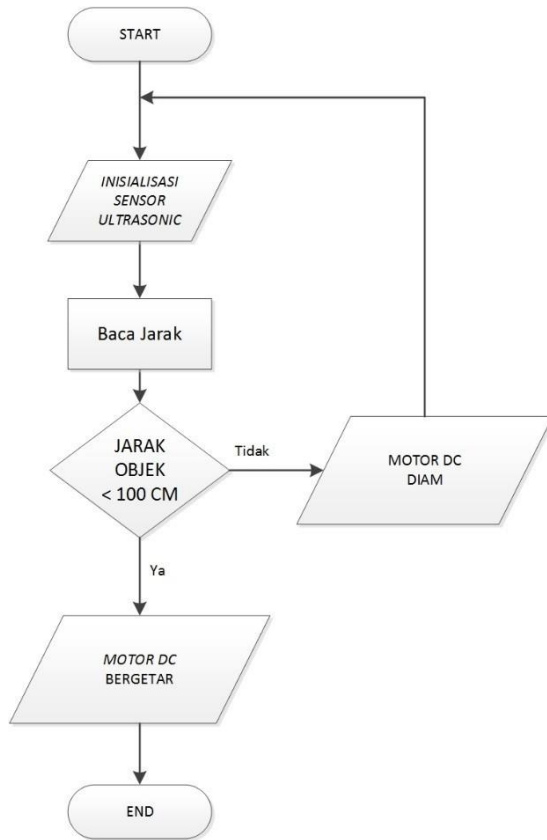 START
INISIALISASI
SENSOR
ULTRASONIC
Baca Jarak
JARAK
OBJEK
< 100 CM
Tidak
MOTOR DC
DIAM
Ya
MOTOR DC
BERGETAR
END